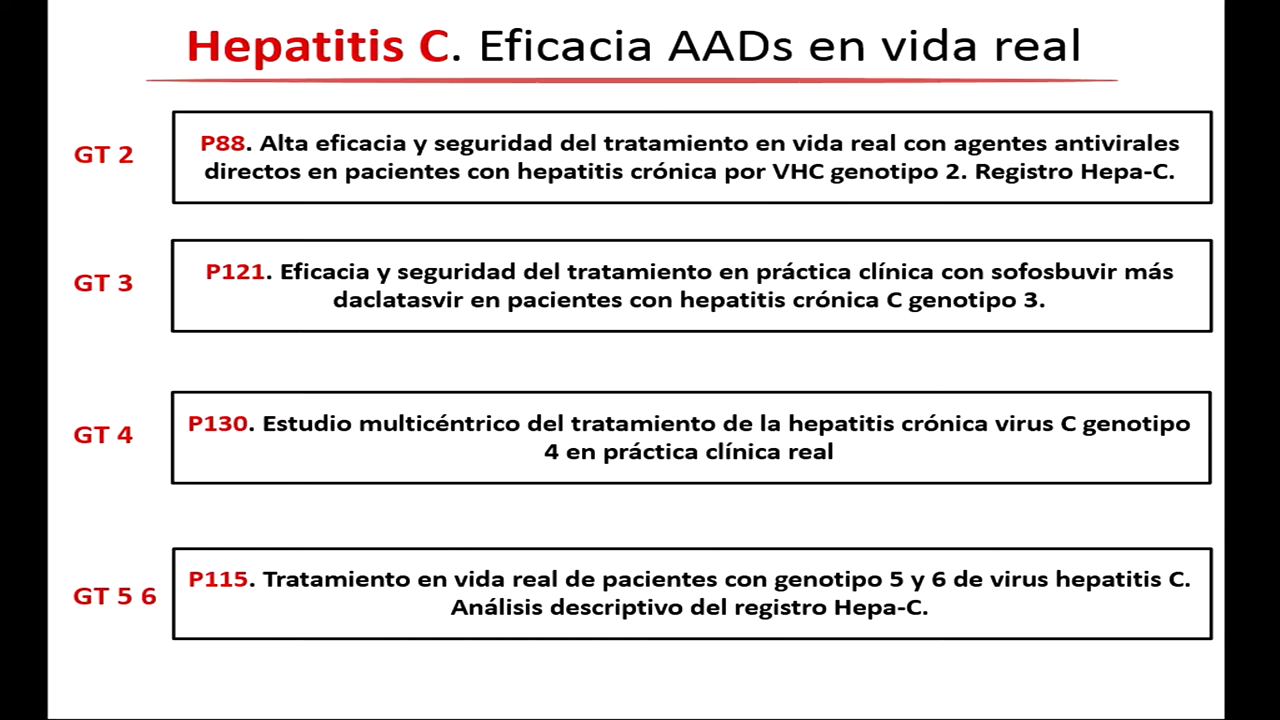 Hepatitis C. Eficacia AADs en vida real
GT 2
P88. Alta eficacia y seguridad del tratamiento en vida real con agentes antivirales
directos en pacientes con hepatitis crónica por VHC genotipo 2. Registro Hepa-C.
GT 3
P121. Eficacia y seguridad del tratamiento en práctica clínica con sofosbuvir más
daclatasvir en pacientes con hepatitis crónica C genotipo 3.
GT 4
P130. Estudio multicéntrico del tratamiento de la hepatitis crónica virus C genotipo
4 en práctica clínica real
GT 5 6
P115. Tratamiento en vida real de pacientes con genotipo 5 y 6 de virus hepatitis C.
Análisis descriptivo del registro Hepa-C.